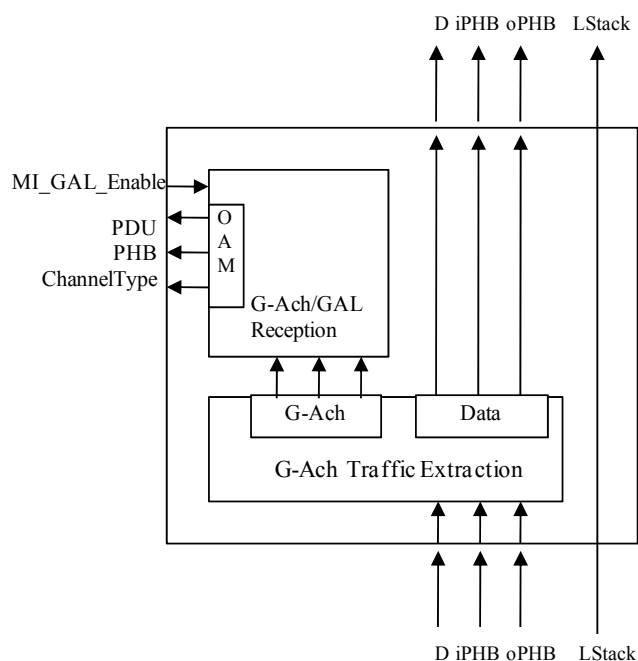 D iPHB oPHB LStack
MI_GAL_Enable
PDU
PHB
ChannelType
O
A
M
G-Ach/GAL
Reception
G-Ach
Data
G-Ach Traffic Extraction
D iPHB oPHB LStack